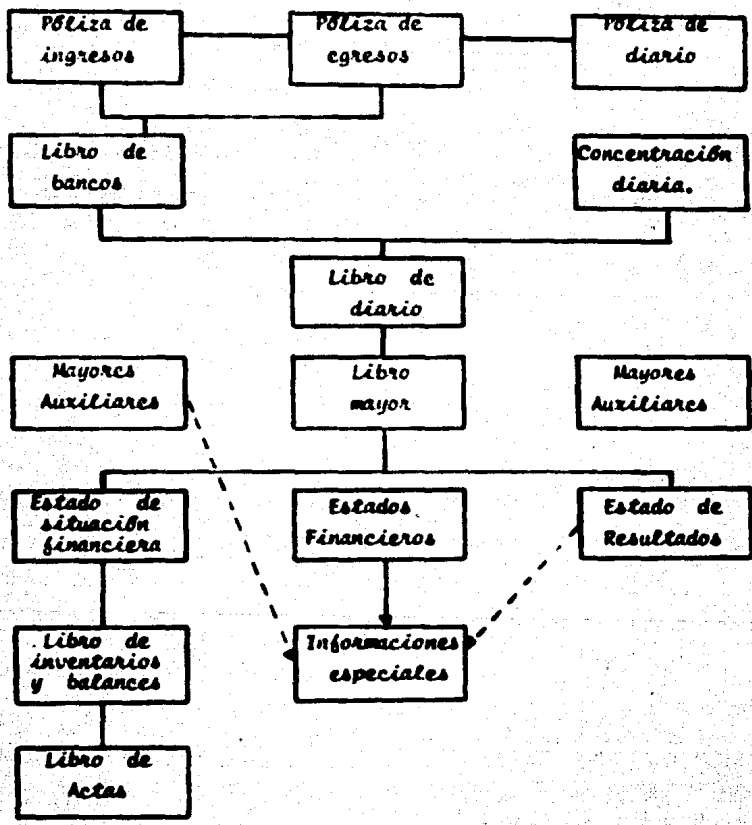 Póliza de
ingresos
Póliza de
egresos
Póliza de
diario
Libro de
bancos
Concentración
diaria.
Libro de
diario
Mayores
Auxiliares
Libro
mayor
Mayores
Auxiliares
Estado de
situación
financiera
Estados
Financieros
Estado de
Resultados
Libro de
inventarios
y balances
Informaciones
especiales
Libro de
Actas